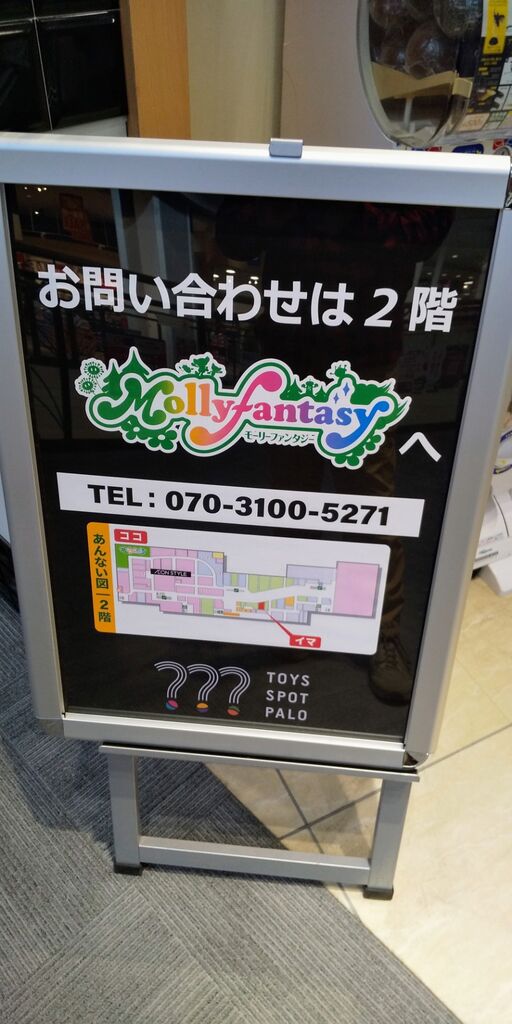 お問い合わせは2階
Mollyfantasy
モーリーファンタジー
へ
TEL : 070-3100-5271
あんない図 2階
ココ
ÆON STYLE
イマ
???
TOYS
SPOT
PALO